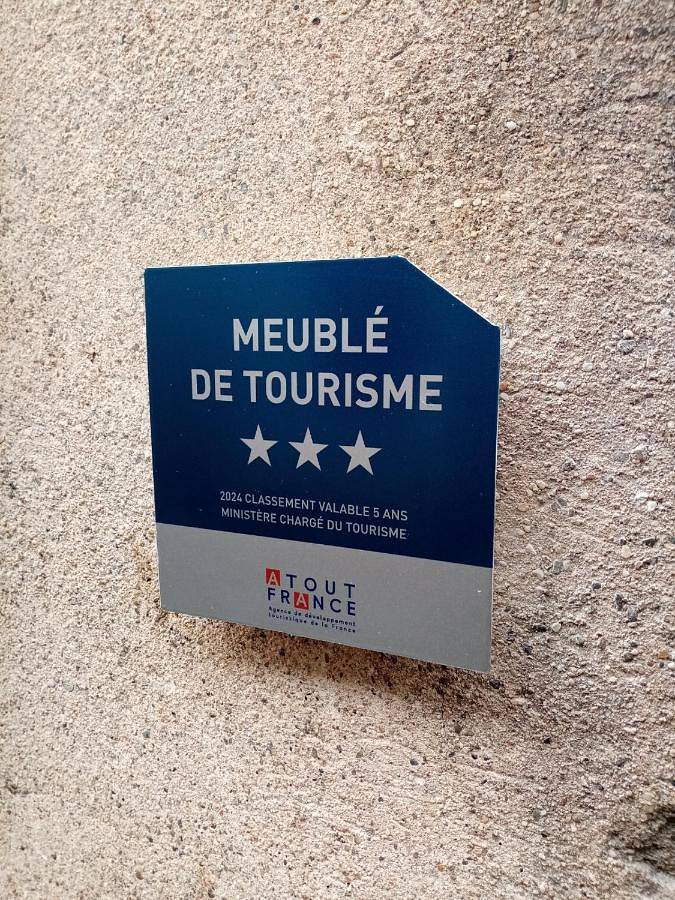 MEUBLÉ
DE TOURISME
2024 CLASSEMENT VALABLE 5 ANS
MINISTÈRE CHARGÉ DU TOURISME
ATOUT
FRANCE
Agence de développement
touristique de la France